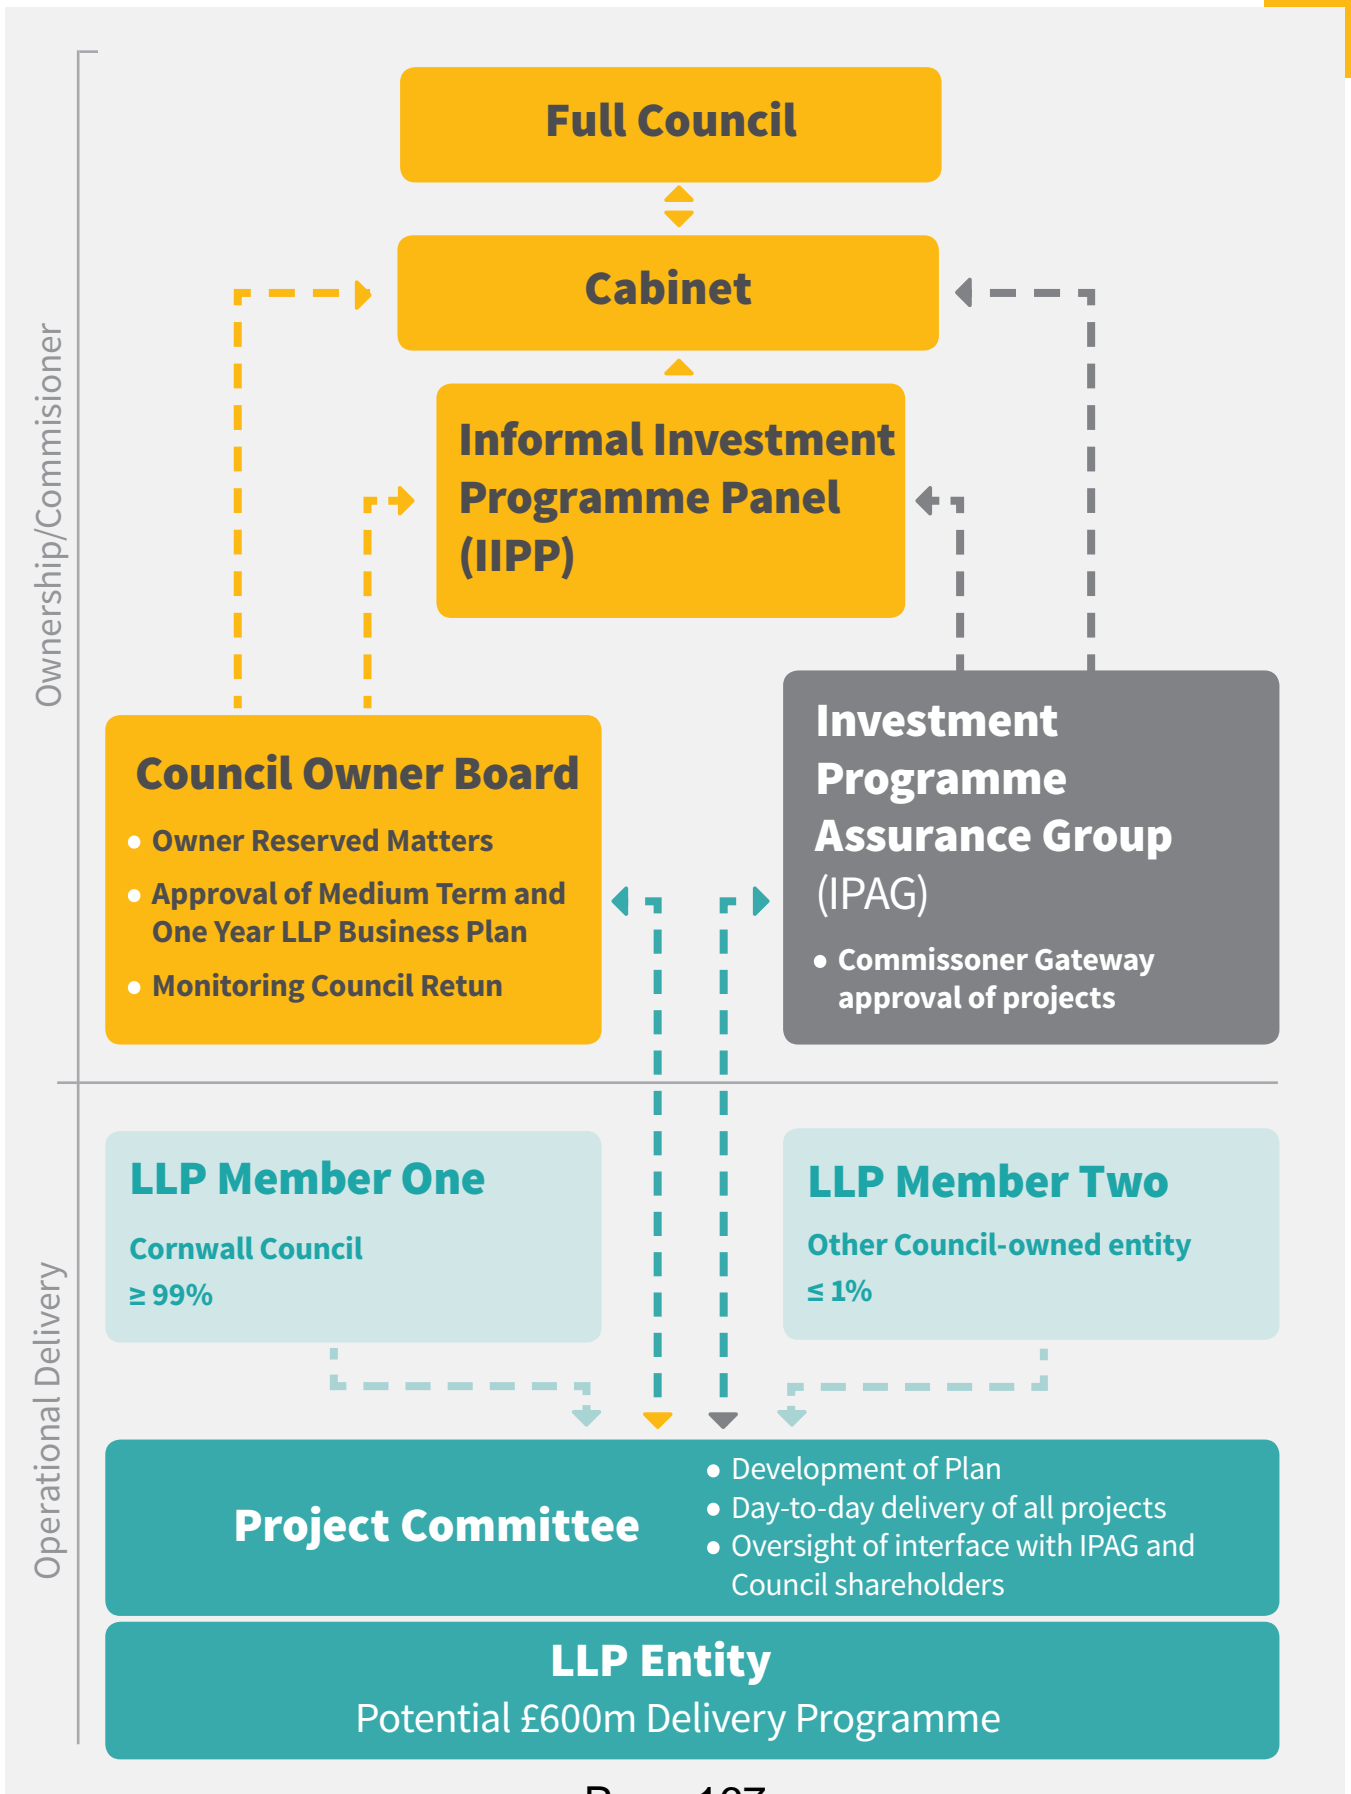 Full Council
Cabinet
Informal Investment
Programme Panel
(IIPP)
Ownership/Commisioner
Council Owner Board
• Owner Reserved Matters
• Approval of Medium Term and
One Year LLP Business Plan
• Monitoring Council Retun
Investment
Programme
Assurance Group
(IPAG)
• Commissoner Gateway
approval of projects
LLP Member One
Cornwall Council
≥ 99%
LLP Member Two
Other Council-owned entity
≤ 1%
Operational Delivery
Project Committee
• Development of Plan
• Day-to-day delivery of all projects
• Oversight of interface with IPAG and
Council shareholders
LLP Entity
Potential £600m Delivery Programme